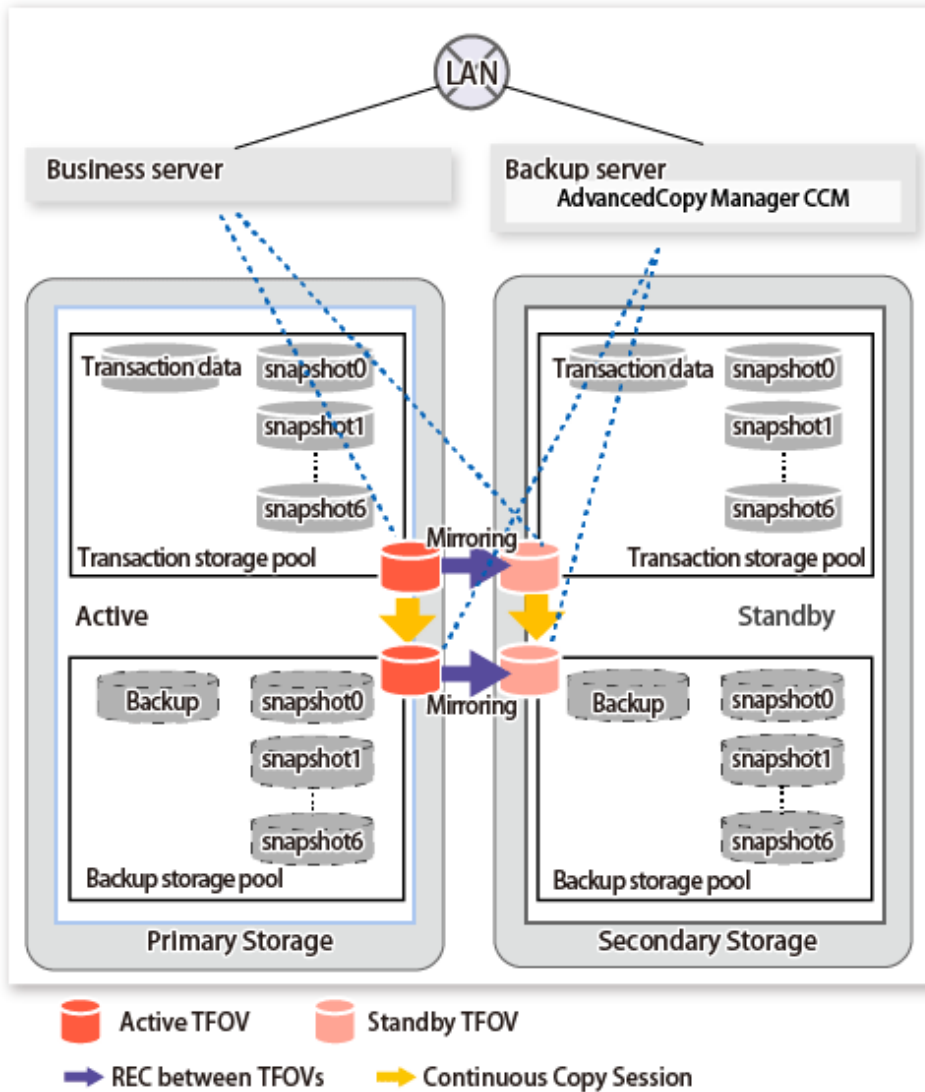 LAN
Business server
Backup server
AdvancedCopy Manager CCM
Transaction data
snapshot0
snapshot1
snapshot6
Transaction storage pool
Transaction data
snapshot0
snapshot1
snapshot6
Transaction storage pool
Mirroring
Active
Standby
Backup
snapshot0
snapshot1
snapshot6
Backup storage pool
Mirroring
Backup
snapshot0
snapshot1
snapshot6
Backup storage pool
Primary Storage
Secondary Storage
Active TFOV
Standby TFOV
REC between TFOVs
Continuous Copy Session